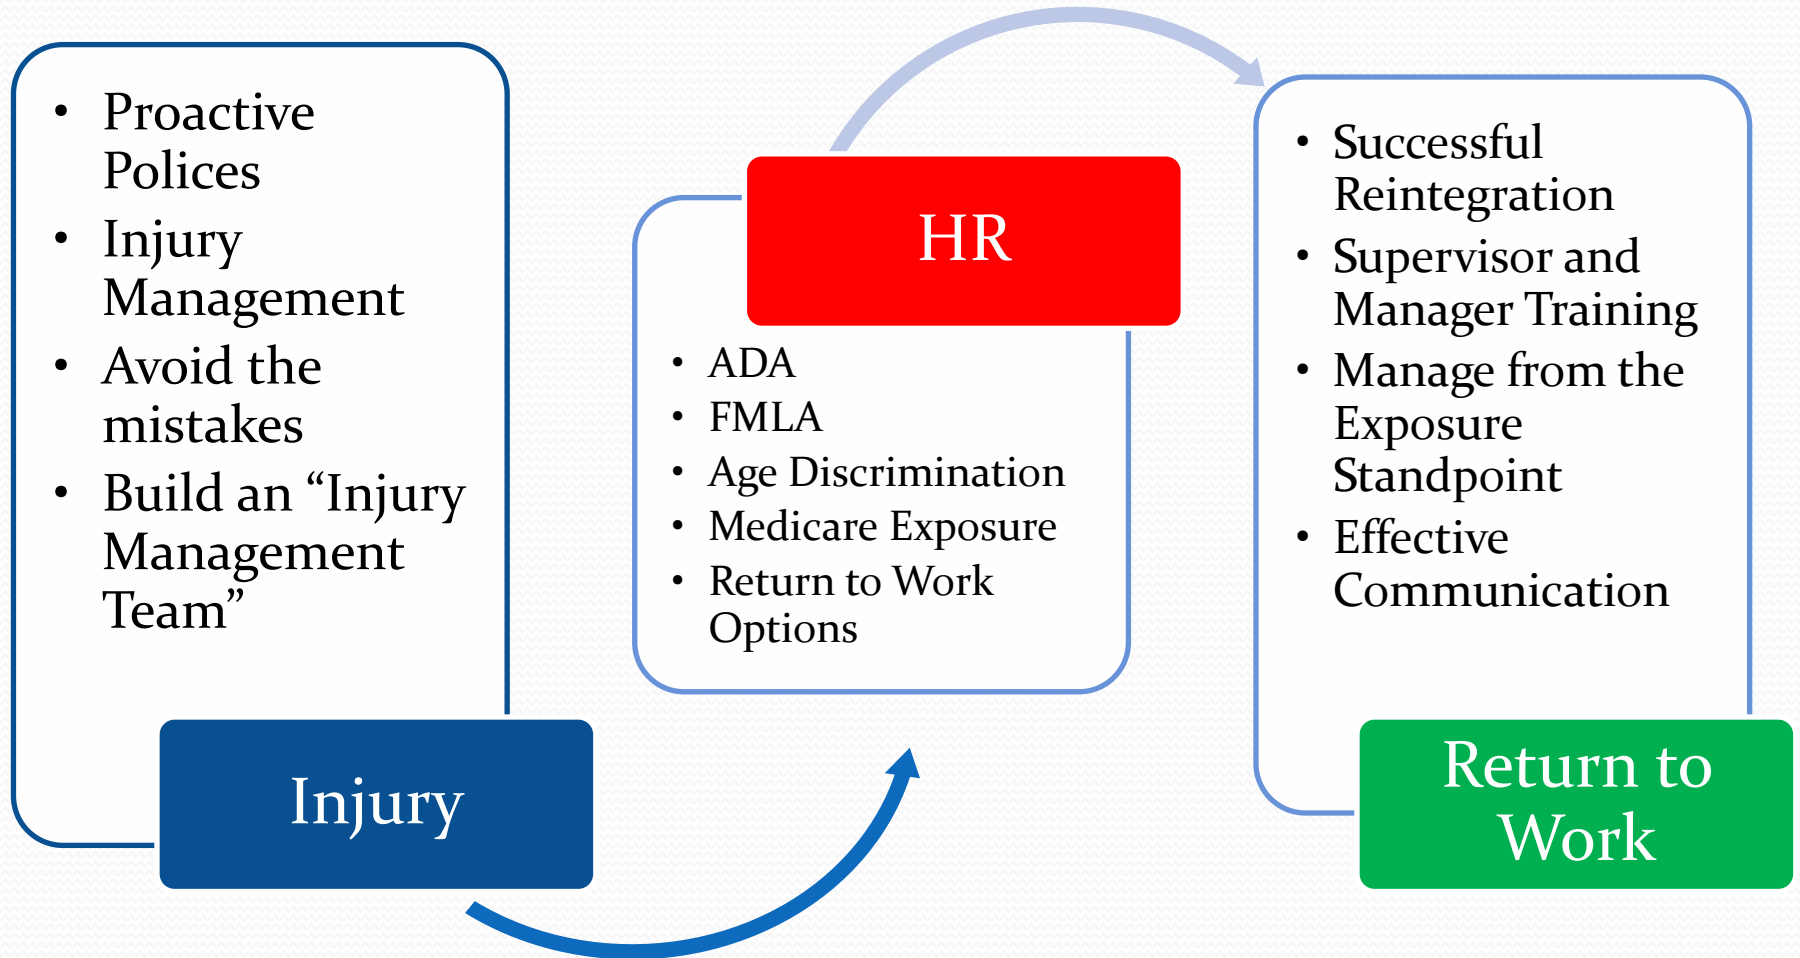 • Proactive
Polices
• Injury
Management
• Avoid the
mistakes
• Build an “Injury
Management
Team”
Injury
HR
• ADA
• FMLA
• Age Discrimination
• Medicare Exposure
• Return to Work
Options
• Successful
Reintegration
• Supervisor and
Manager Training
• Manage from the
Exposure
Standpoint
• Effective
Communication
Return to
Work